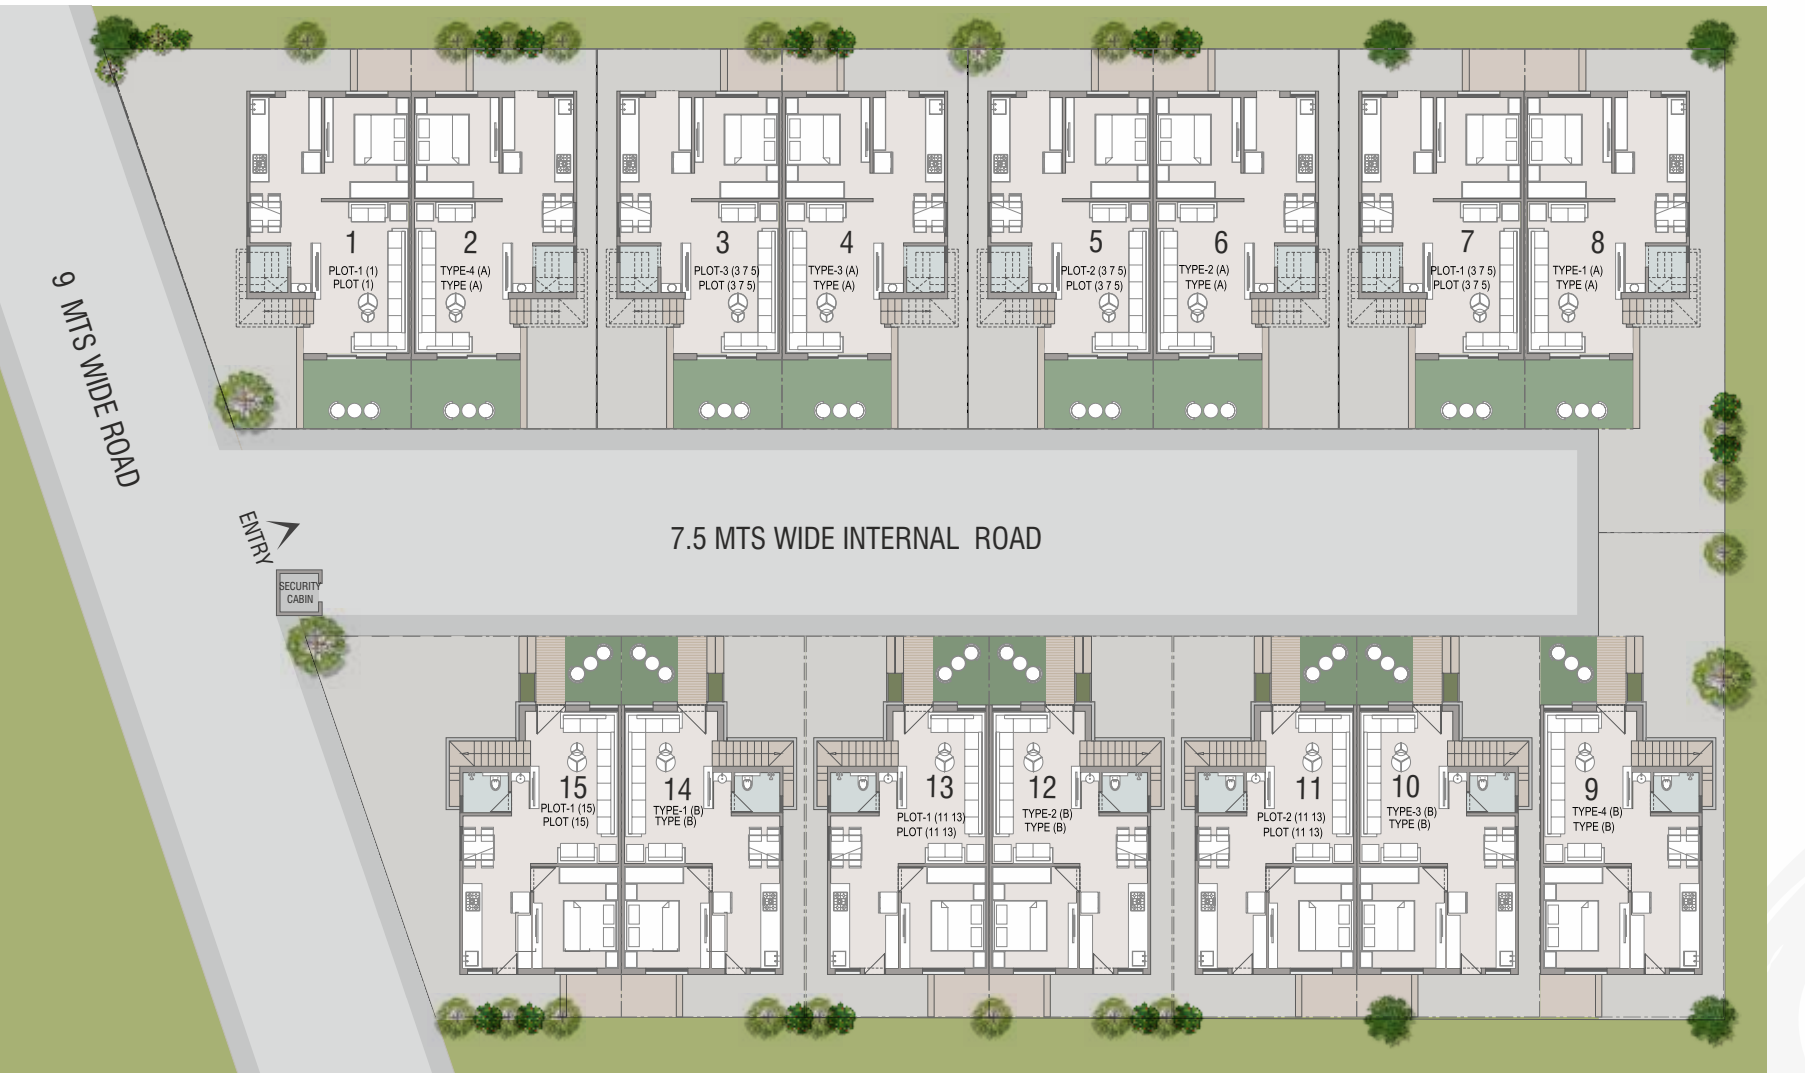 1
PLOT-1 (1)
PLOT (1)
2
TYPE-4 (A)
TYPE (A)
3
PLOT-3 (3 7 5)
PLOT (3 7 5)
4
TYPE-3 (A)
TYPE (A)
5
PLOT-2 (3 7 5)
PLOT (3 7 5)
6
TYPE-2 (A)
TYPE (A)
7
PLOT-1 (3 7 5)
PLOT (3 7 5)
8
TYPE-1 (A)
TYPE (A)
9 MTS WIDE ROAD
ENTRY
7.5 MTS WIDE INTERNAL ROAD
SECURITY
CABIN
15
PLOT-1 (15)
PLOT (15)
14
TYPE-1 (B)
TYPE (B)
13
PLOT-1 (11 13)
PLOT (11 13)
12
TYPE-2 (B)
TYPE (B)
11
PLOT-2 (11 13)
PLOT (11 13)
10
TYPE-3 (B)
TYPE (B)
9
TYPE-4 (B)
TYPE (B)